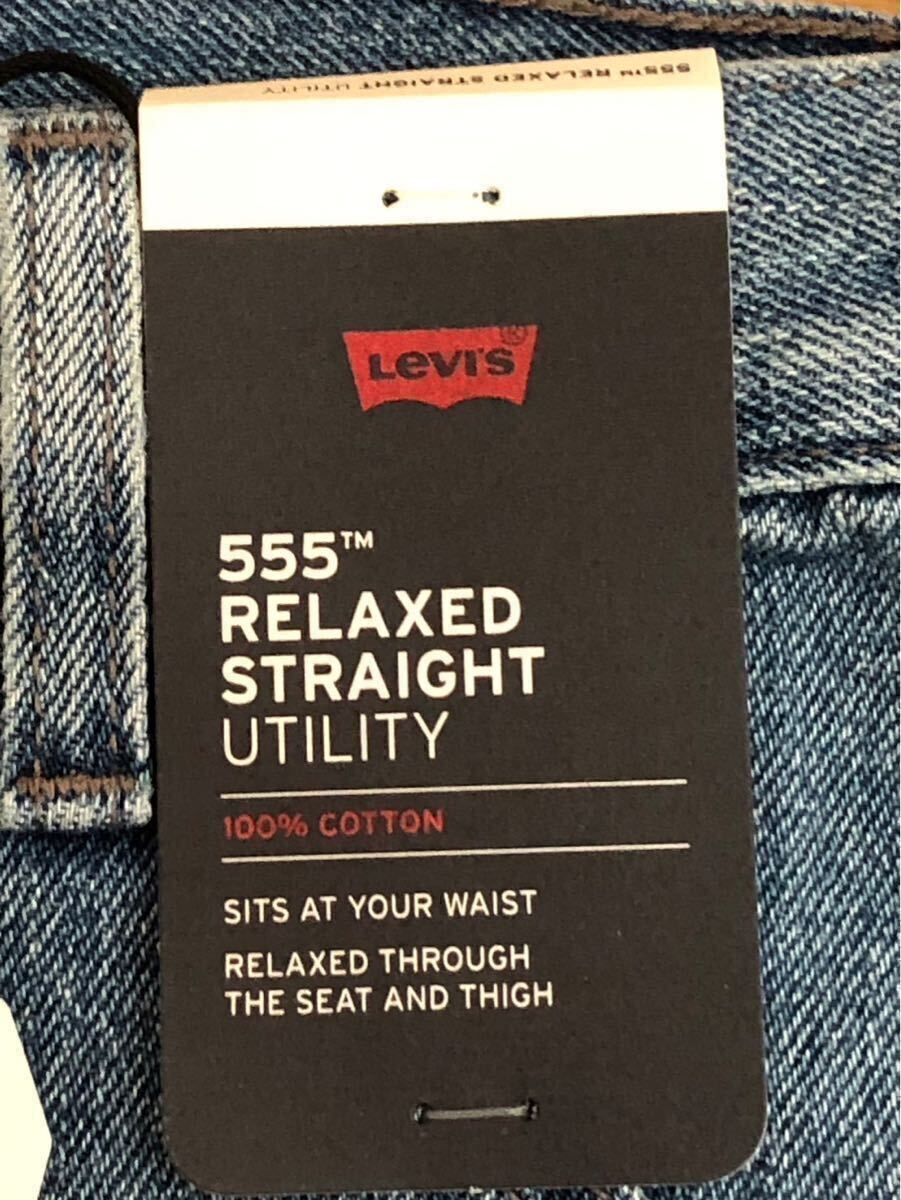 555™ RELAXED STRAIGHT UTILITY
LEVI'S®
555™
RELAXED
STRAIGHT
UTILITY
100% COTTON
SITS AT YOUR WAIST
RELAXED THROUGH
THE SEAT AND THIGH